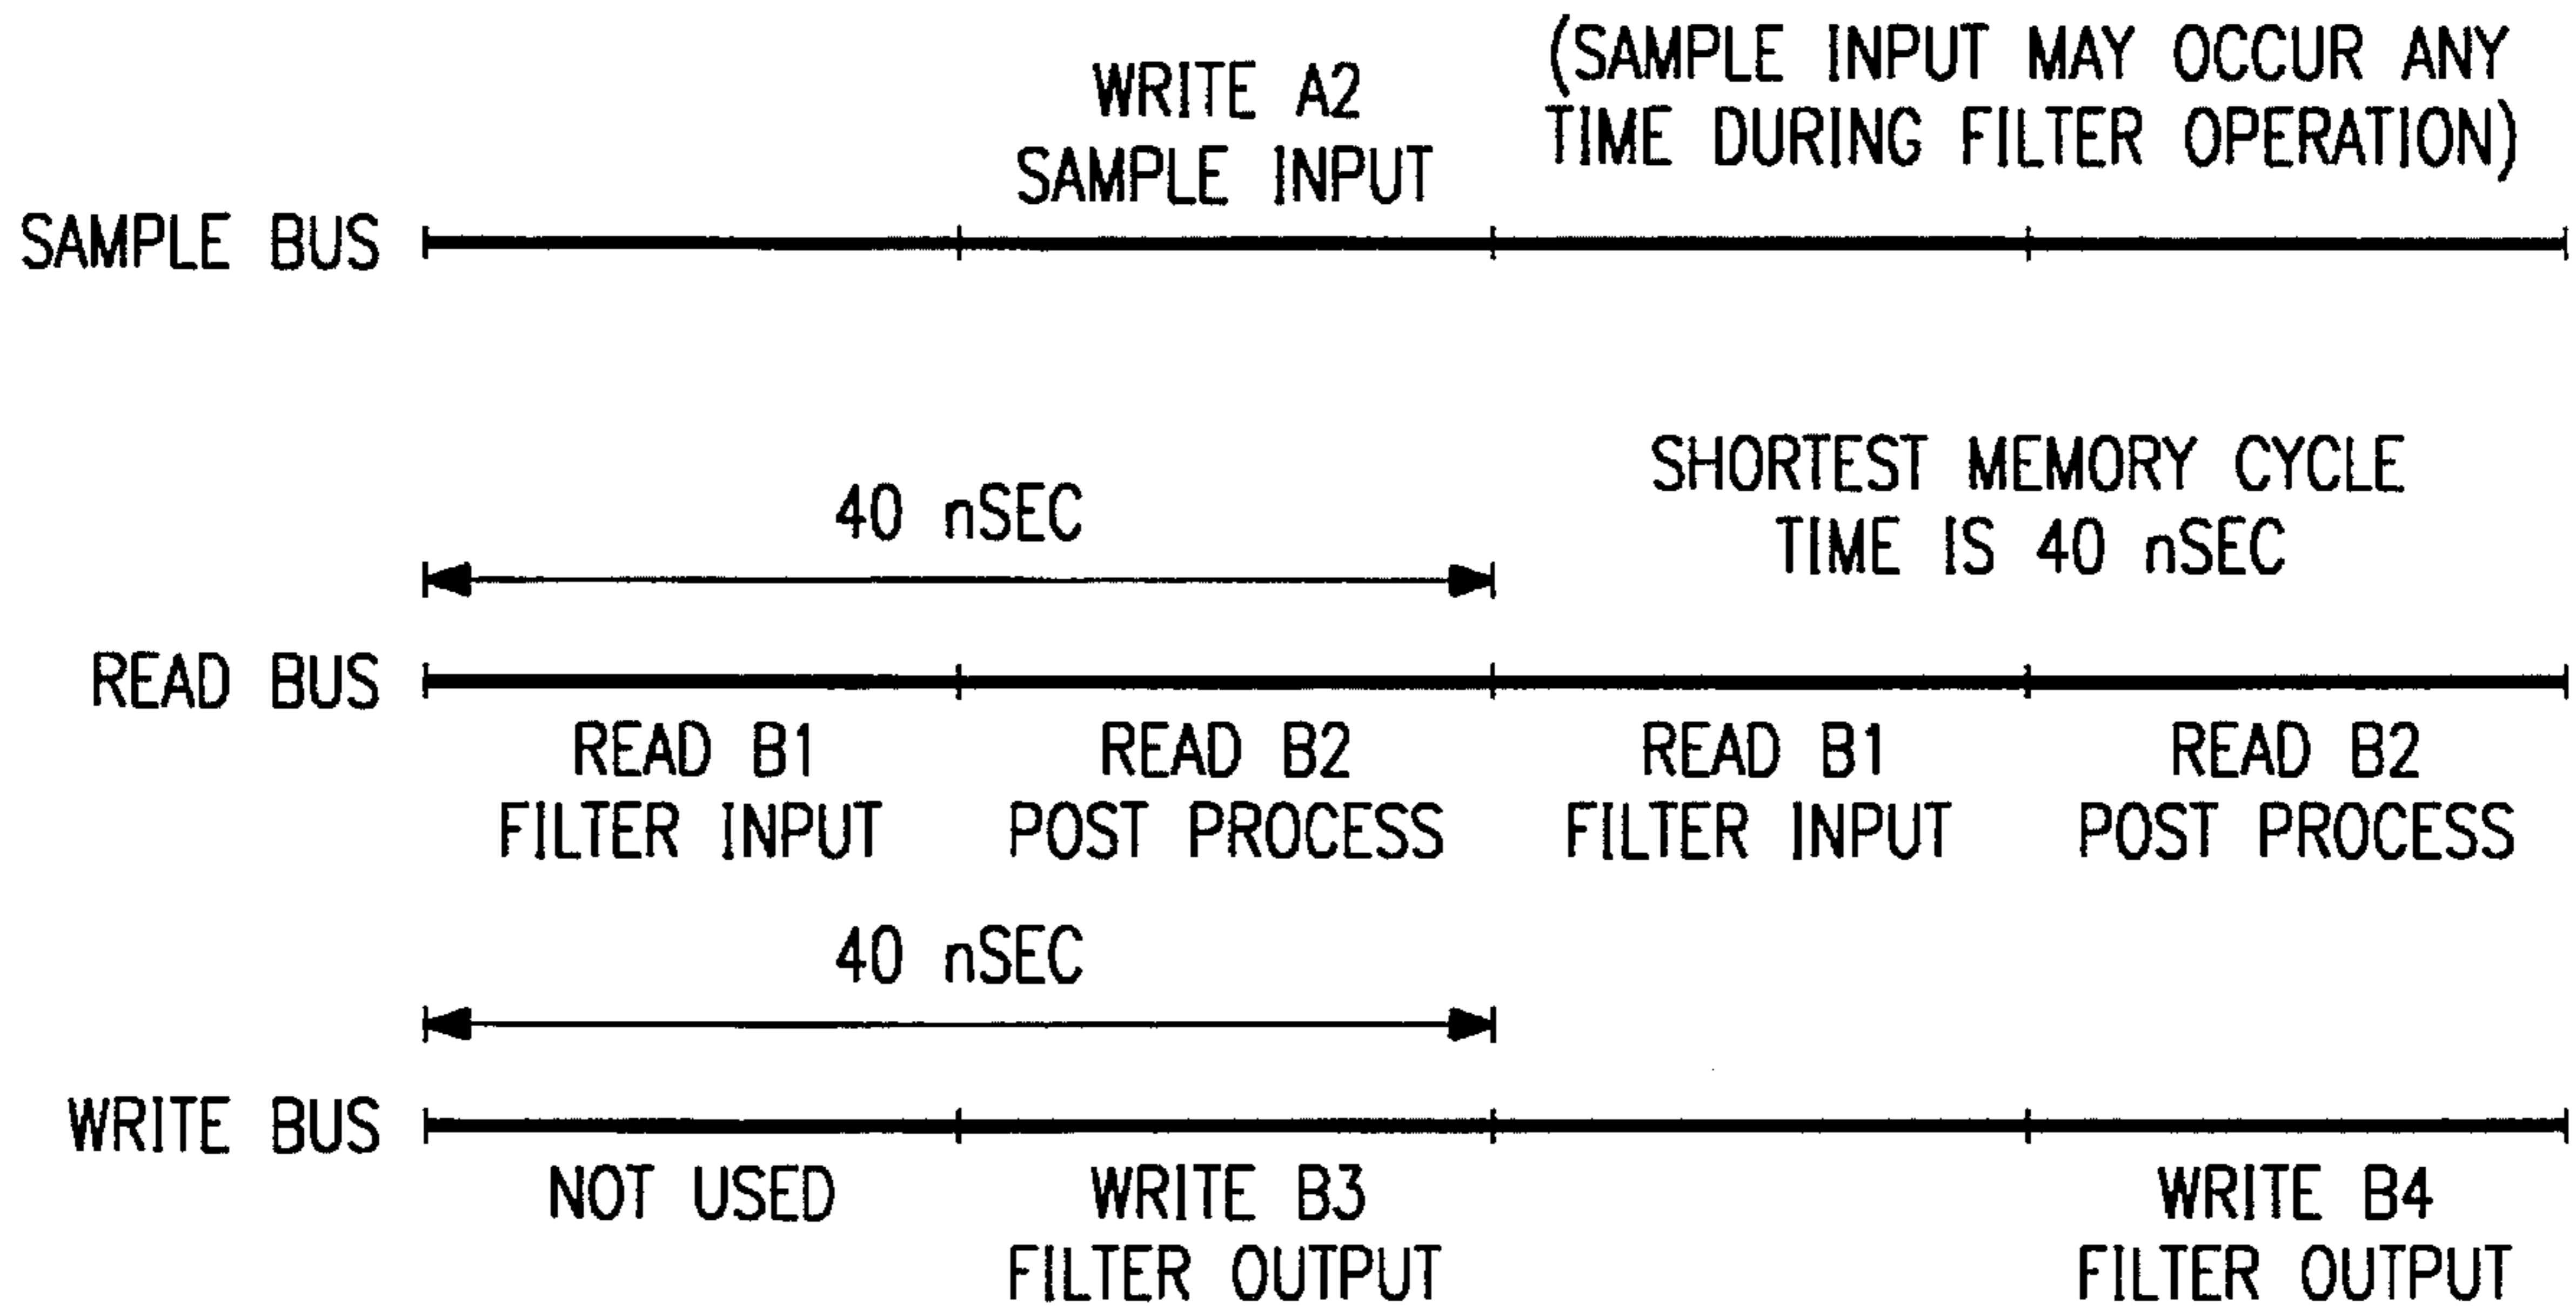 WRITE A2
SAMPLE INPUT
(SAMPLE INPUT MAY OCCUR ANY
TIME DURING FILTER OPERATION)
SAMPLE BUS
40 nSEC
SHORTEST MEMORY CYCLE
TIME IS 40 nSEC
READ BUS
READ B1
FILTER INPUT
READ B2
POST PROCESS
READ B1
FILTER INPUT
READ B2
POST PROCESS
40 nSEC
WRITE BUS
NOT USED
WRITE B3
FILTER OUTPUT
WRITE B4
FILTER OUTPUT